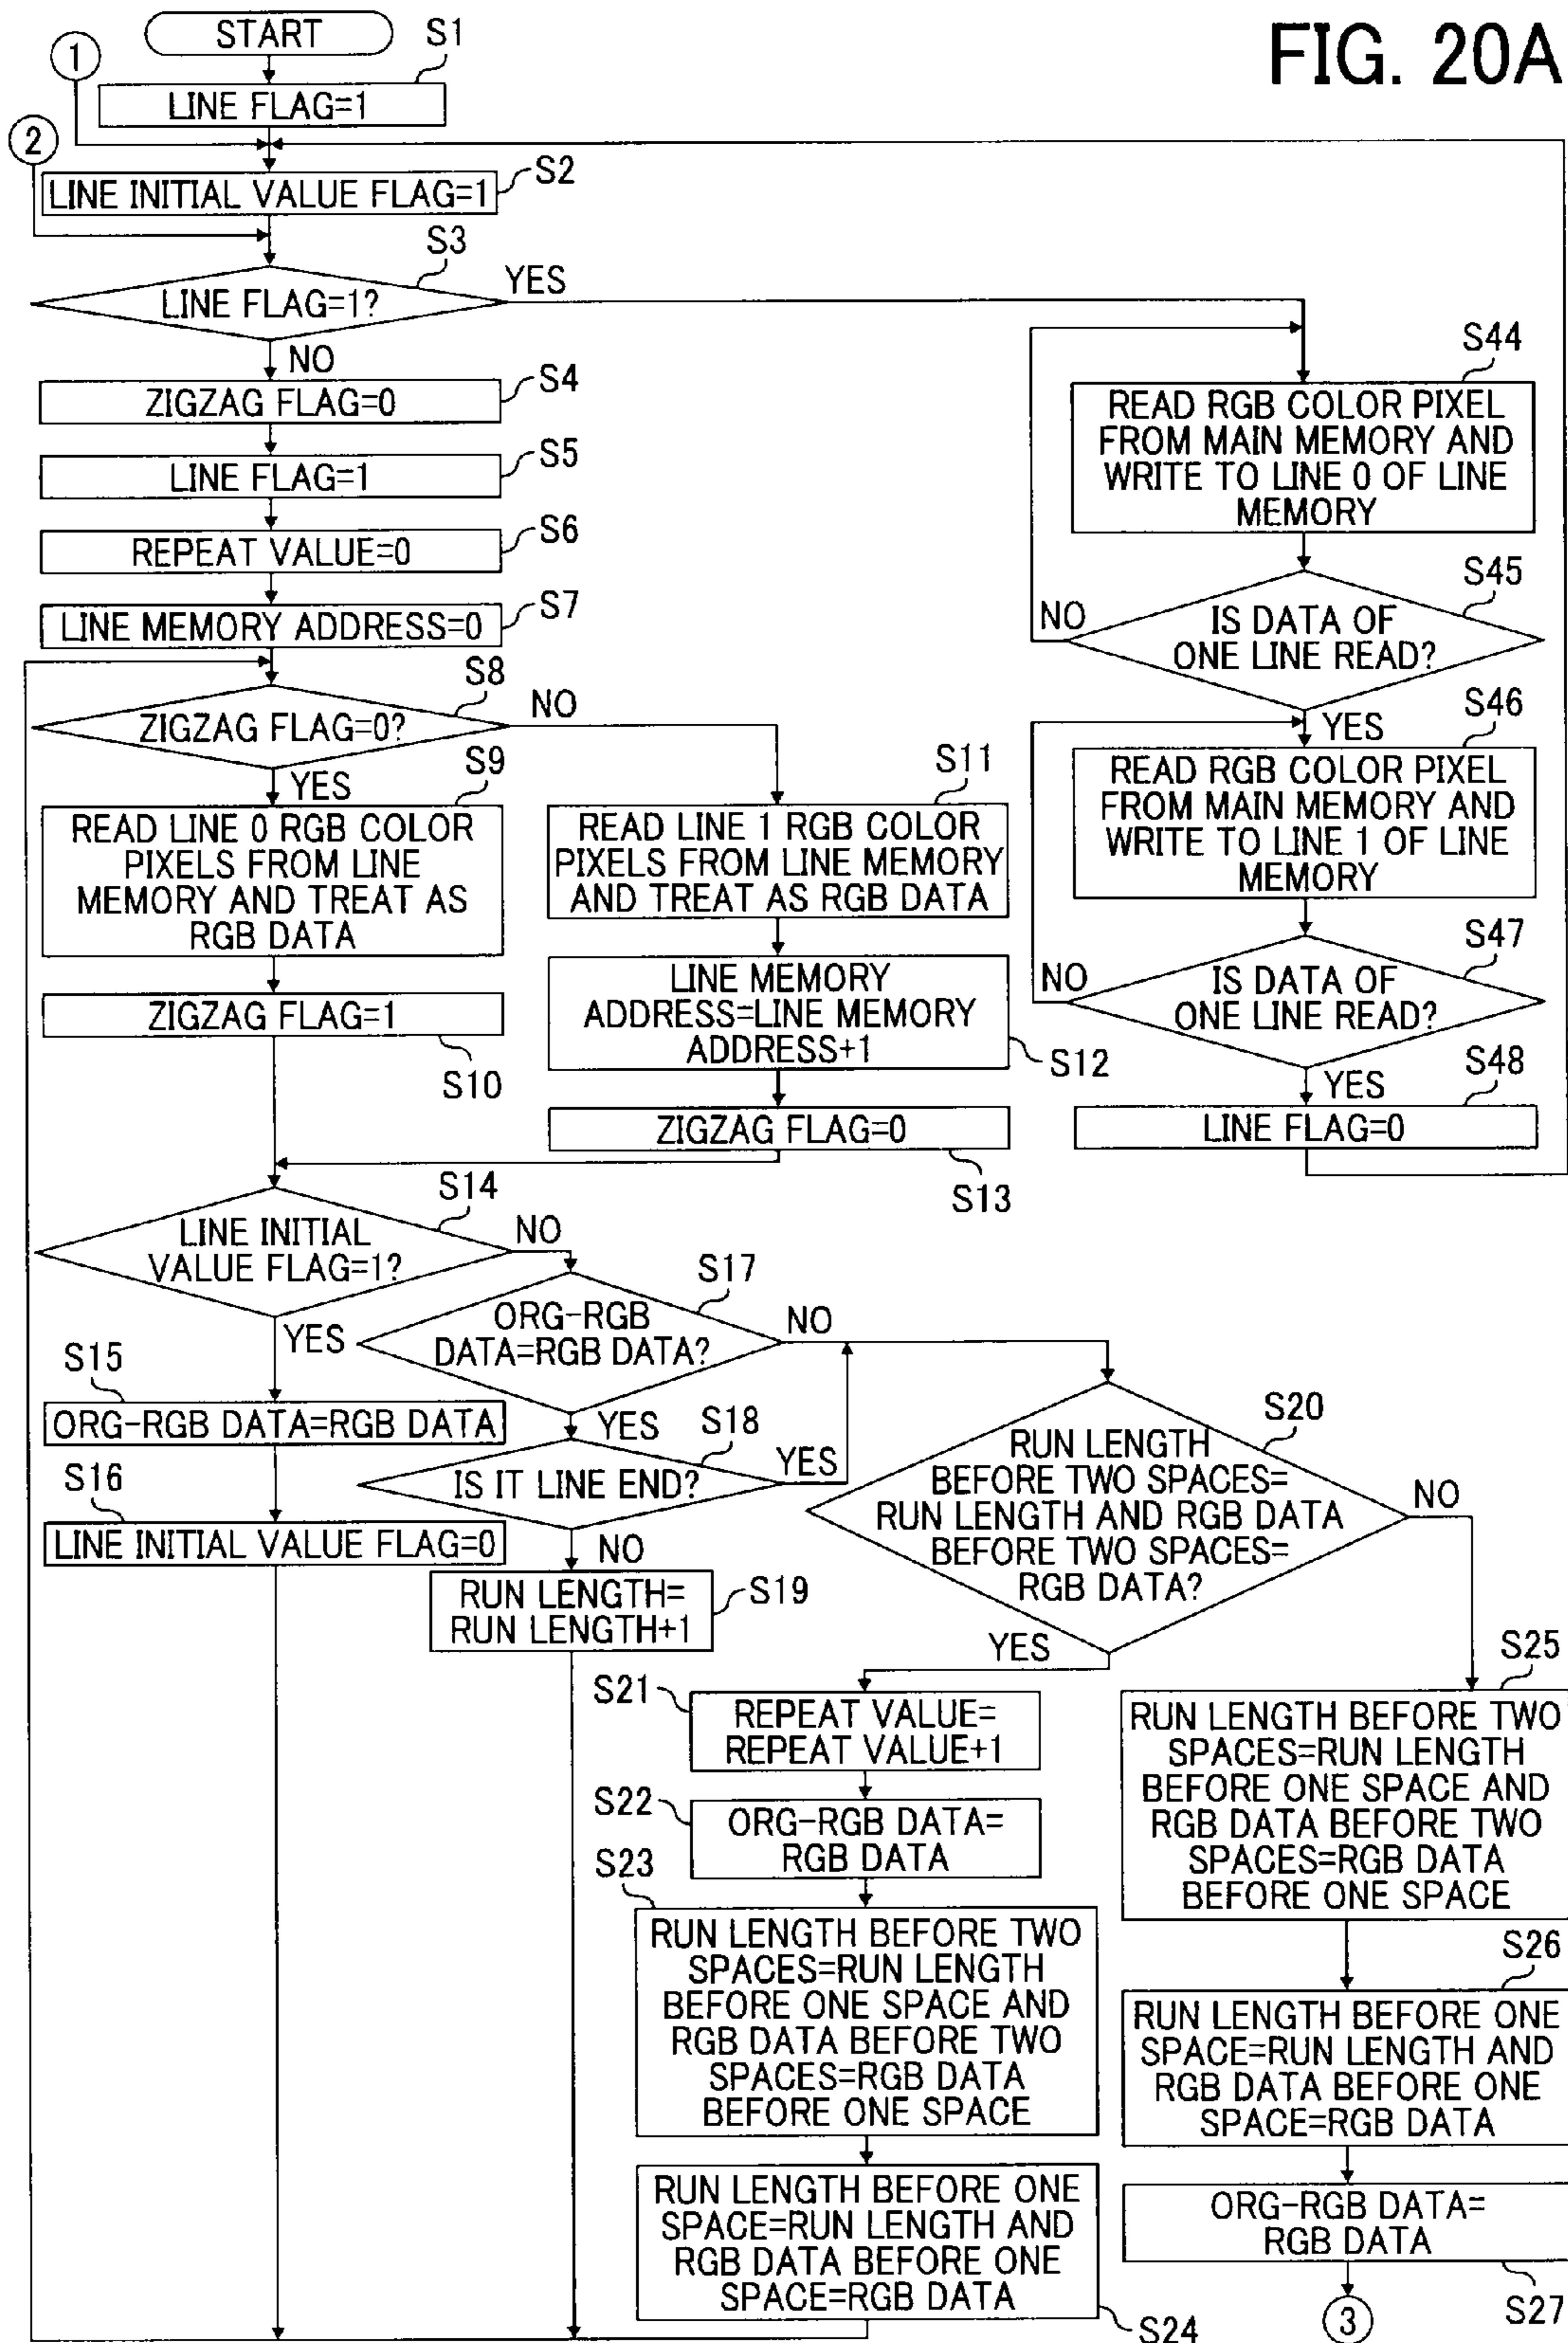 FIG. 20A
START
1
S1
LINE FLAG=1
2
S2
LINE INITIAL VALUE FLAG=1
S3
LINE FLAG=1?
YES
NO
S4
ZIGZAG FLAG=0
S5
LINE FLAG=1
S6
REPEAT VALUE=0
S7
LINE MEMORY ADDRESS=0
S8
ZIGZAG FLAG=0?
NO
YES
S9
READ LINE 0 RGB COLOR
PIXELS FROM LINE
MEMORY AND TREAT AS
RGB DATA
ZIGZAG FLAG=1
S10
S11
READ LINE 1 RGB COLOR
PIXELS FROM LINE MEMORY
AND TREAT AS RGB DATA
LINE MEMORY
ADDRESS=LINE MEMORY
ADDRESS+1
S12
ZIGZAG FLAG=0
S13
S44
READ RGB COLOR PIXEL
FROM MAIN MEMORY AND
WRITE TO LINE 0 OF LINE
MEMORY
S45
NO
IS DATA OF
ONE LINE READ?
YES
S46
READ RGB COLOR PIXEL
FROM MAIN MEMORY AND
WRITE TO LINE 1 OF LINE
MEMORY
S47
NO
IS DATA OF
ONE LINE READ?
YES
S48
LINE FLAG=0
S14
LINE INITIAL
VALUE FLAG=1?
NO
YES
S15
ORG-RGB DATA=RGB DATA
S16
LINE INITIAL VALUE FLAG=0
S17
ORG-RGB
DATA=RGB DATA?
NO
YES
S18
IS IT LINE END?
YES
NO
RUN LENGTH=
RUN LENGTH+1
S19
S20
RUN LENGTH
BEFORE TWO SPACES=
RUN LENGTH AND RGB DATA
BEFORE TWO SPACES=
RGB DATA?
NO
YES
S21
REPEAT VALUE=
REPEAT VALUE+1
S22
ORG-RGB DATA=
RGB DATA
S23
RUN LENGTH BEFORE TWO
SPACES=RUN LENGTH
BEFORE ONE SPACE AND
RGB DATA BEFORE TWO
SPACES=RGB DATA
BEFORE ONE SPACE
RUN LENGTH BEFORE ONE
SPACE=RUN LENGTH AND
RGB DATA BEFORE ONE
SPACE=RGB DATA
S24
S25
RUN LENGTH BEFORE TWO
SPACES=RUN LENGTH
BEFORE ONE SPACE AND
RGB DATA BEFORE TWO
SPACES=RGB DATA
BEFORE ONE SPACE
S26
RUN LENGTH BEFORE ONE
SPACE=RUN LENGTH AND
RGB DATA BEFORE ONE
SPACE=RGB DATA
ORG-RGB DATA=
RGB DATA
S27
3